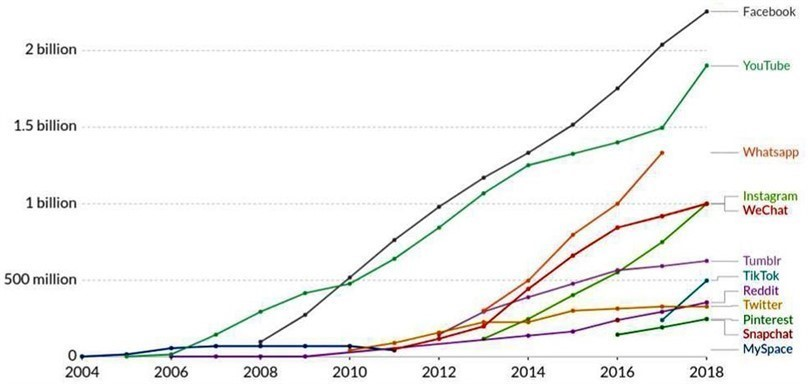 Facebook
2 billion
YouTube
1.5 billion
Whatsapp
Instagram
1 billion
WeChat
Tumblr
TikTok
500 million
Reddit
Twitter
Pinterest
Snapchat
MySpace
0
2004 2006 2008 2010 2012 2014 2016 2018